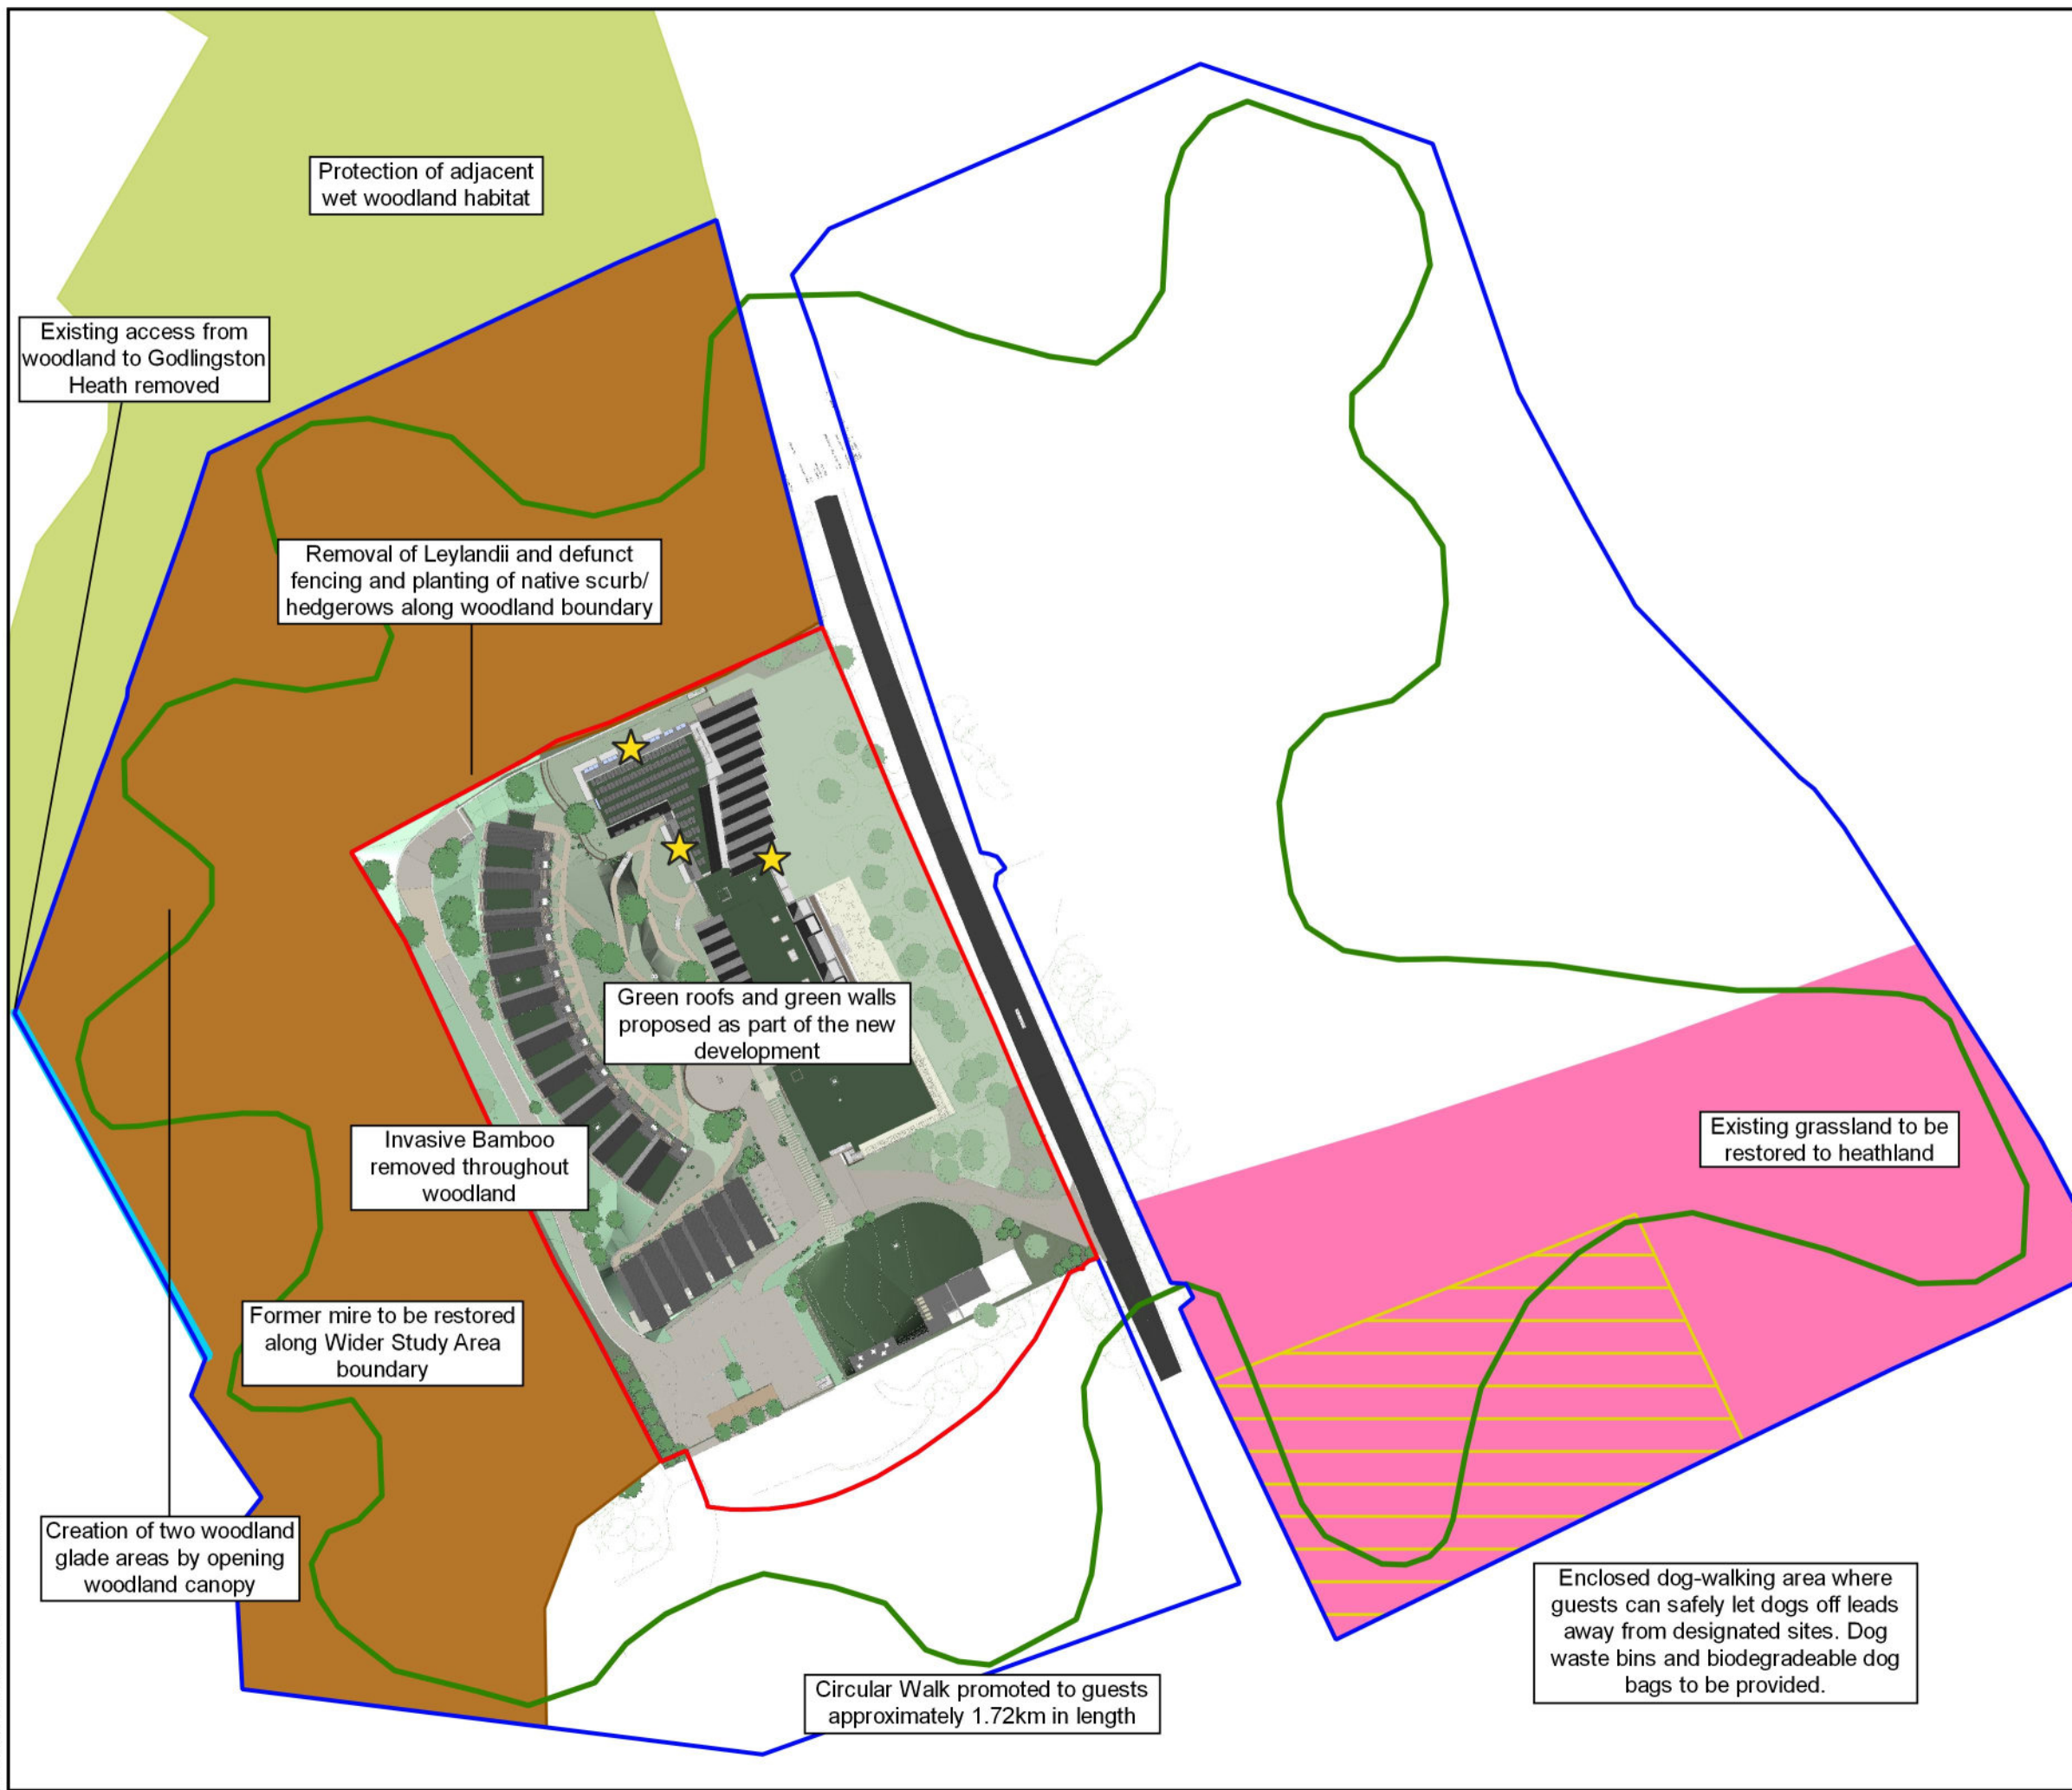 Protection of adjacent
wet woodland habitat
Existing access from
woodland to Godlingston
Heath removed
Removal of Leylandii and defunct
fencing and planting of native scurb/
hedgerows along woodland boundary
Green roofs and green walls
proposed as part of the new
development
Invasive Bamboo
removed throughout
woodland
Existing grassland to be
restored to heathland
Former mire to be restored
along Wider Study Area
boundary
Creation of two woodland
glade areas by opening
woodland canopy
Enclosed dog-walking area where
guests can safely let dogs off leads
away from designated sites. Dog
waste bins and biodegradeable dog
bags to be provided.
Circular Walk promoted to guests
approximately 1.72km in length